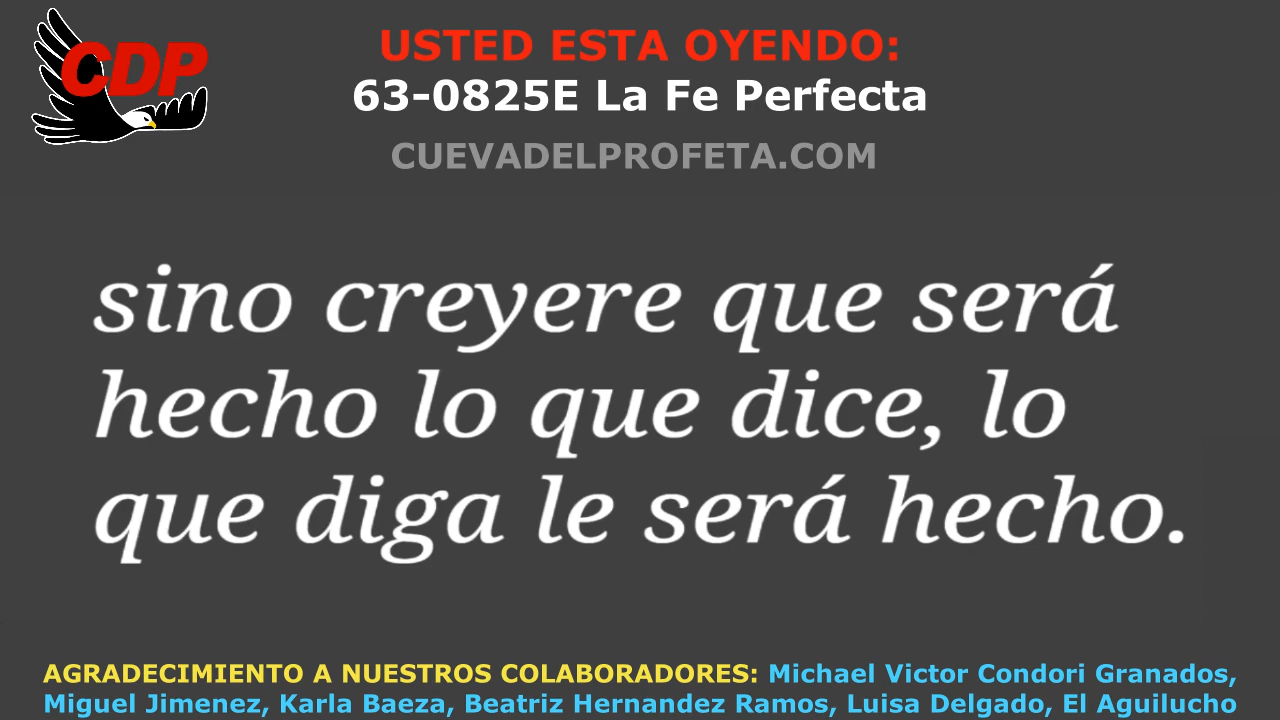 CDP
USTED ESTA OYENDO:
63-0825E La Fe Perfecta
CUEVADELPROFETA.COM
sino creyere que será
hecho lo que dice, lo
que diga le será hecho.
AGRADECIMIENTO A NUESTROS COLABORADORES: Michael Victor Condori Granados,
Miguel Jimenez, Karla Baeza, Beatriz Hernandez Ramos, Luisa Delgado, El Aguilucho